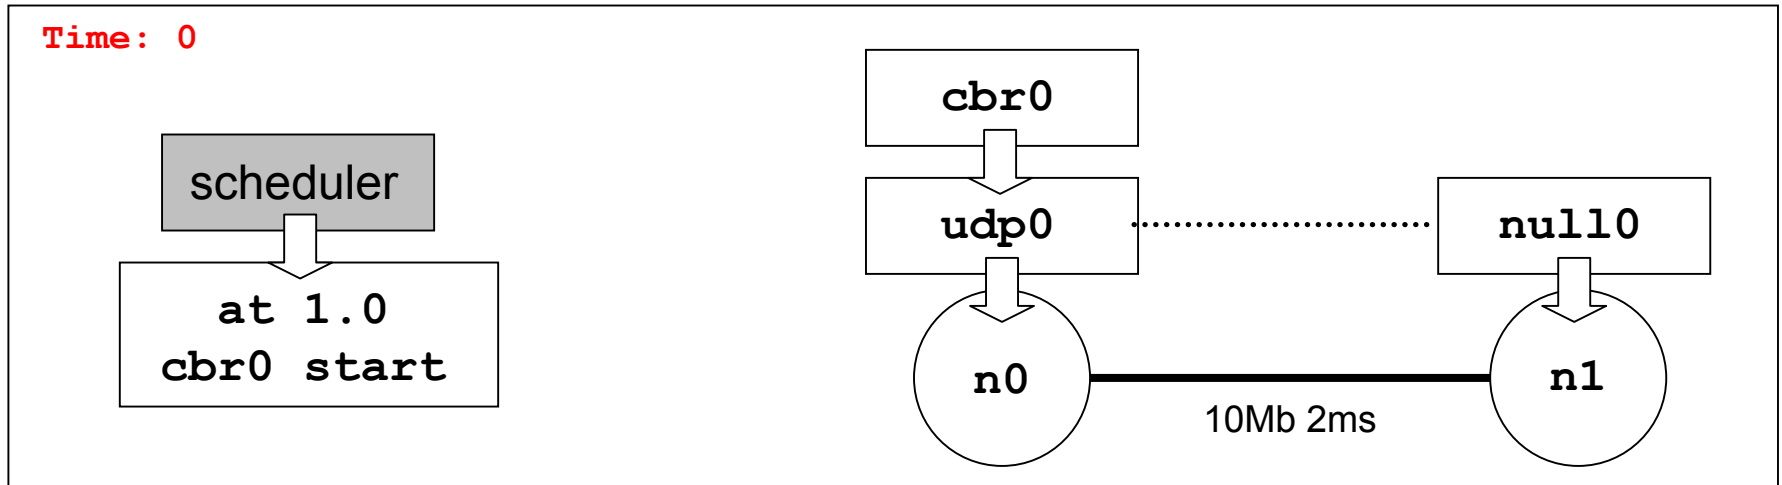 Time: 0
scheduler
at 1.0
cbr0 start
cbr0
udp0
null0
n0
n1
10Mb 2ms